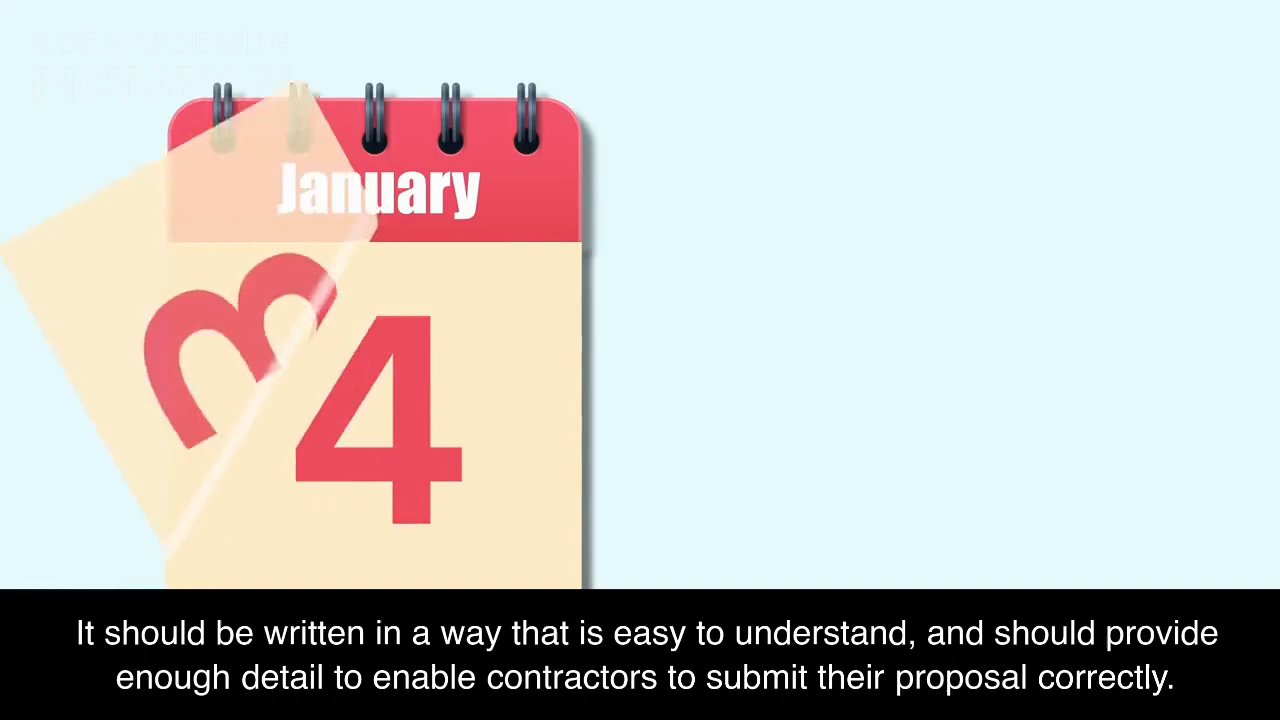 January
3
4
It should be written in a way that is easy to understand, and should provide
enough detail to enable contractors to submit their proposal correctly.